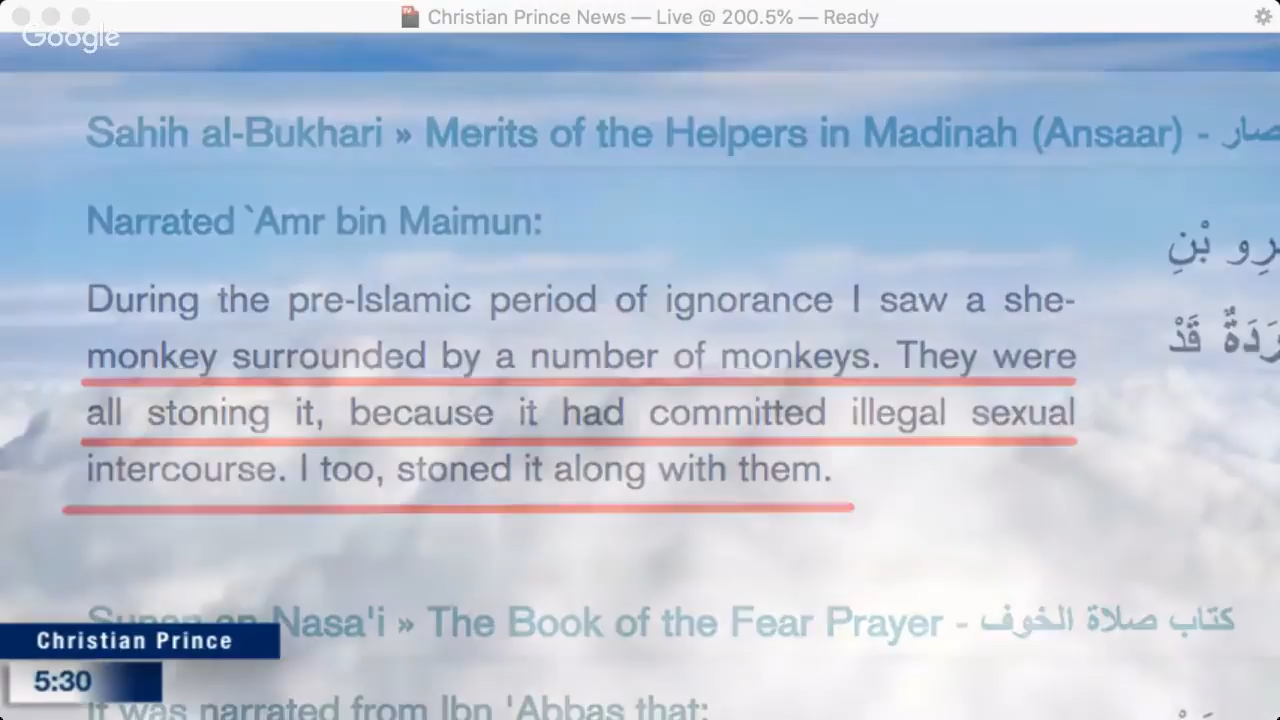 Christian Prince News — Live @ 200.5% — Ready
Google
Sahih al-Bukhari » Merits of the Helpers in Madinah (Ansaar) -
Narrated `Amr bin Maimun:
During the pre-Islamic period of ignorance I saw a she-
monkey surrounded by a number of monkeys. They were
all stoning it, because it had committed illegal sexual
intercourse. I too, stoned it along with them.
بْنِ
قَدْ
Sunan an-Nasa'i » The Book of the Fear Prayer - كتاب صلاة الخوف
Christian Prince
5:30
It was narrated from Ibn 'Abbas that: